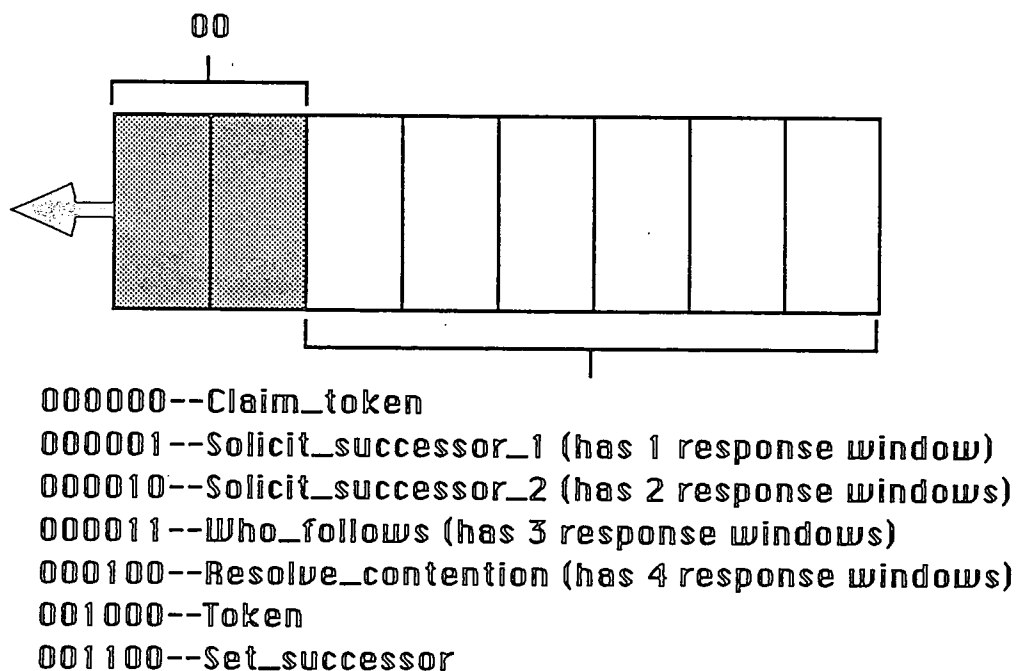 00
000000--Claim_token
000001--Solicit_successor_1 (has 1 response window)
000010--Solicit_successor_2 (has 2 response windows)
000011--Who_follows (has 3 response windows)
000100--Resolve_contention (has 4 response windows)
001000--Token
001100--Set_successor